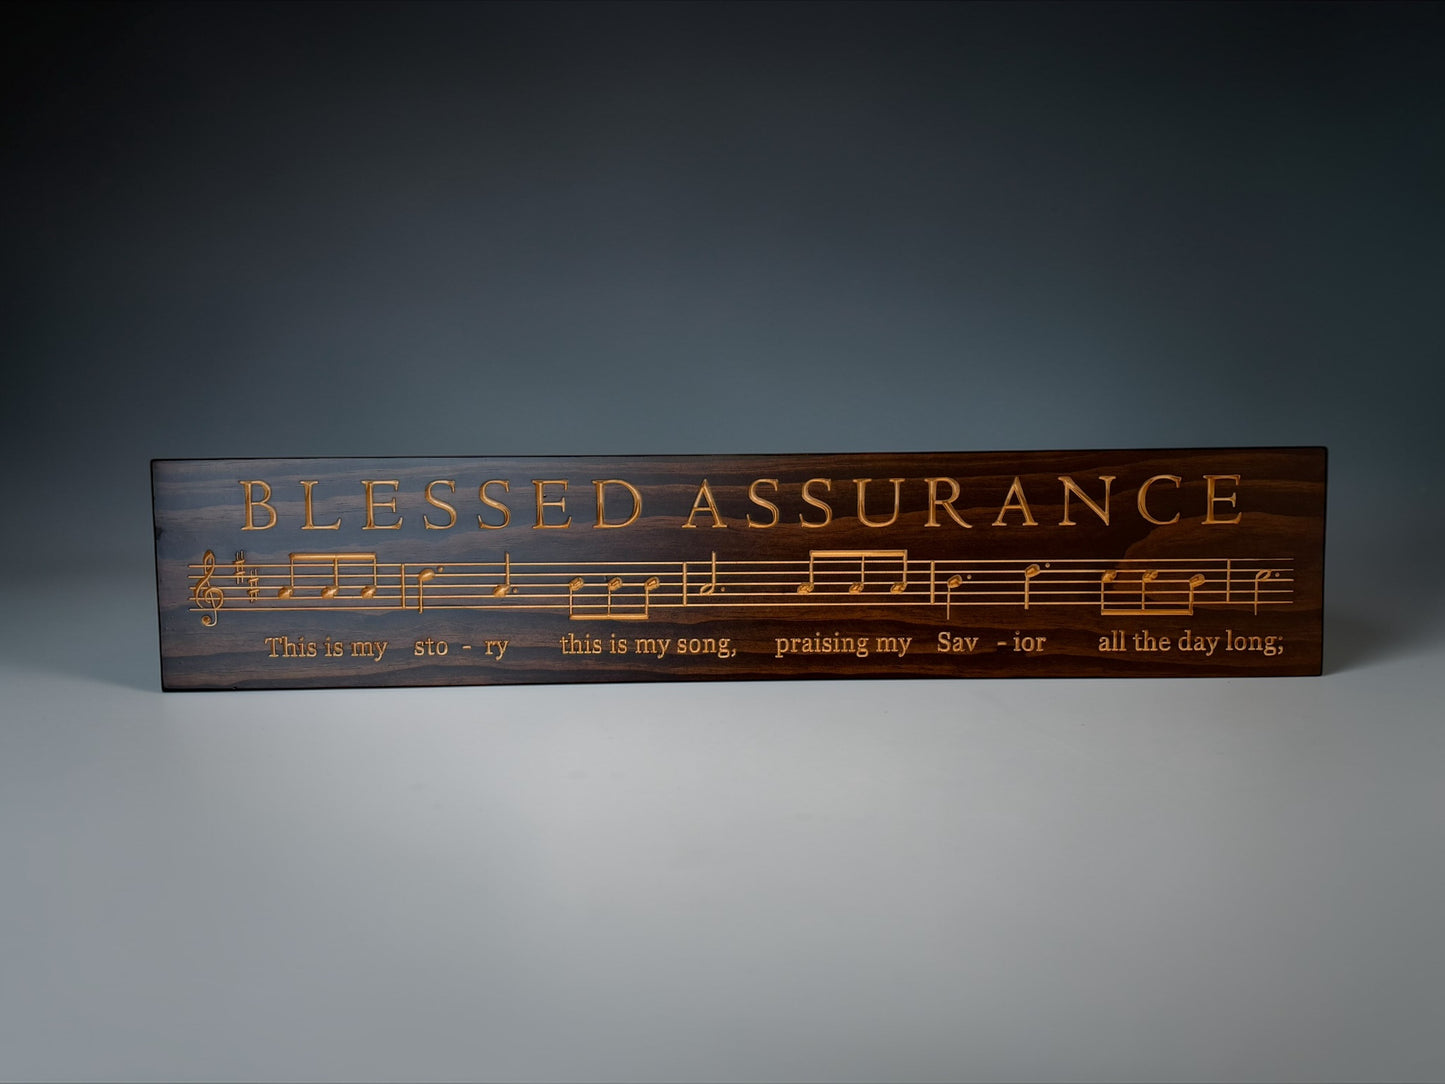 BLESSED ASSURANCE
This is my sto - ry this is my song, praising my Sav - ior all the day long;